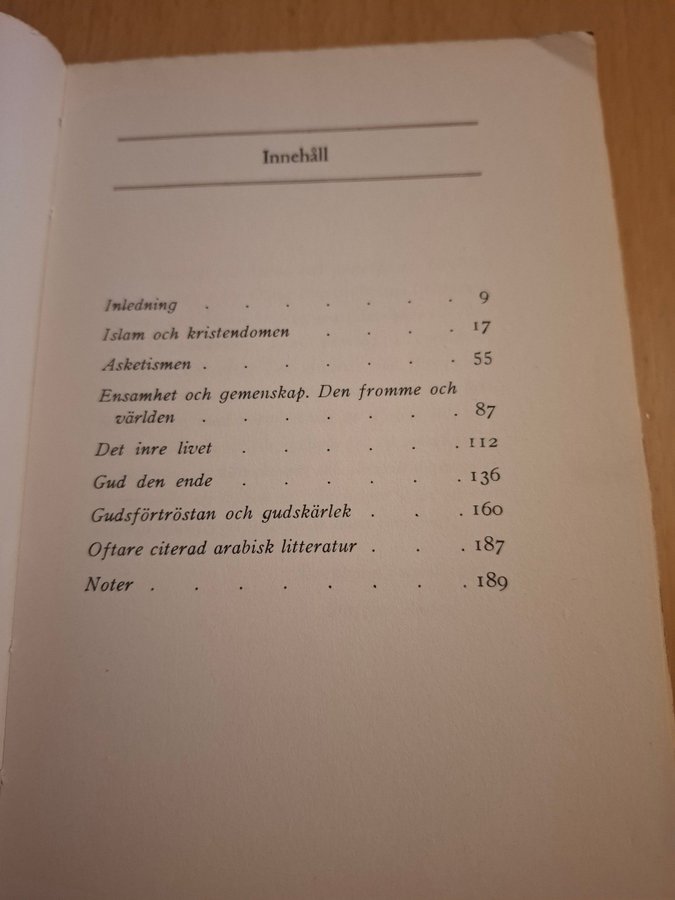 Innehåll
Inledning . . . . . . . 9
Islam och kristendomen . . . . 17
Asketismen . . . . . . . 55
Ensamhet och gemenskap. Den fromme och
världen . . . . . . . 87
Det inre livet . . . . . . 112
Gud den ende . . . . . . 136
Gudsförtröstan och gudskärlek . . . 160
Oftare citerad arabisk litteratur . . . 187
Noter . . . . . . . . 189